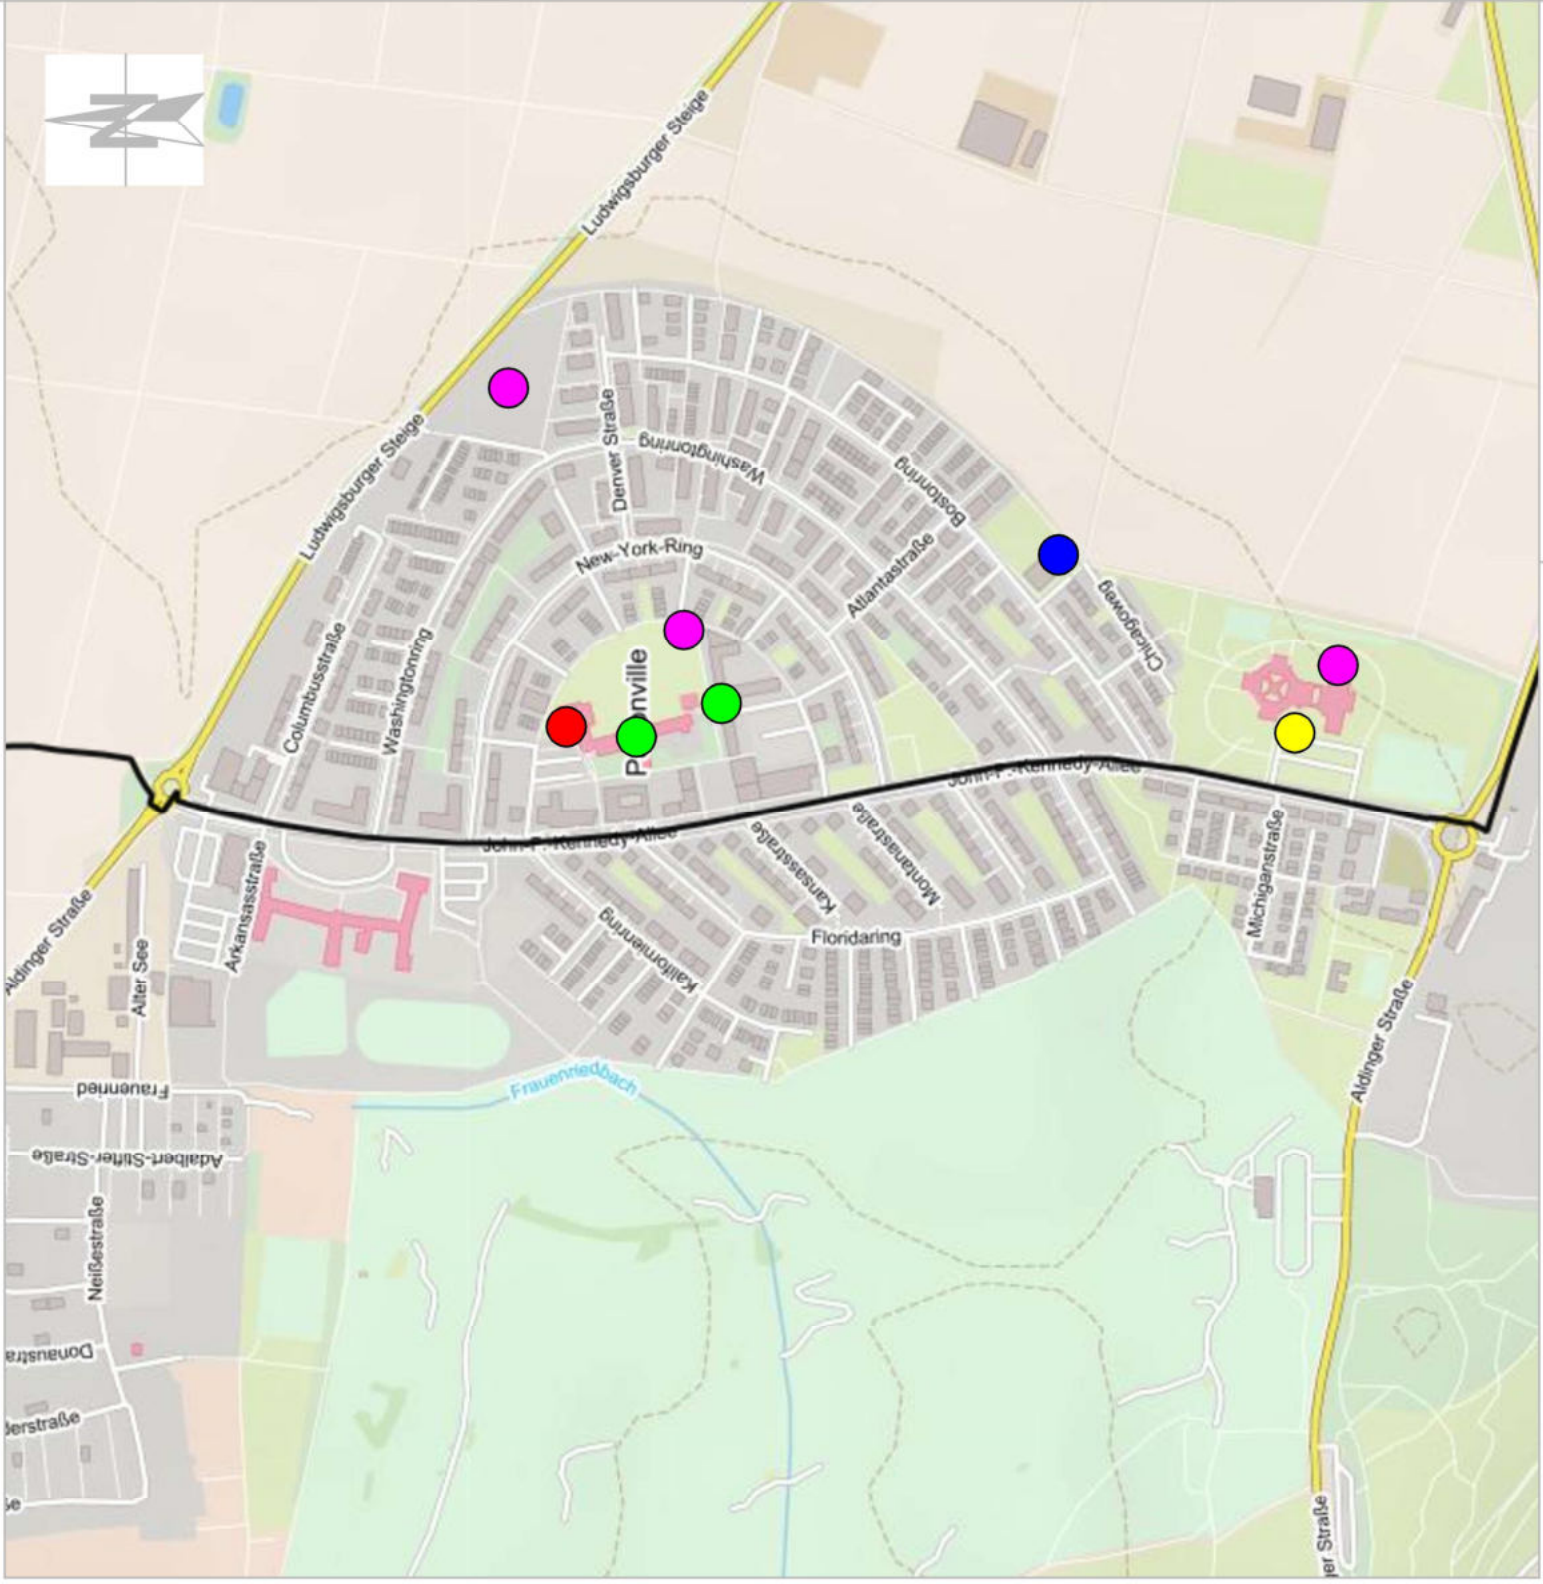 Ludwigsburger Steige
Ludwigsburger Steige
Denver Straße
Washingtonring
Bostonring
New-York-Ring
Atlantastraße
Chicagoweg
Columbusstraße
Washingtonring
John-F.-Kennedy-Allee
John-F.-Kennedy-Allee
Kansasstraße
Montanastraße
Michiganstraße
Arkansasstraße
Aldinger Straße
Alter See
Floridaring
Kalifornienring
Aldinger Straße
Frauenried
Frauenriedbach
Adalbert-Stifter-Straße
Neißestraße